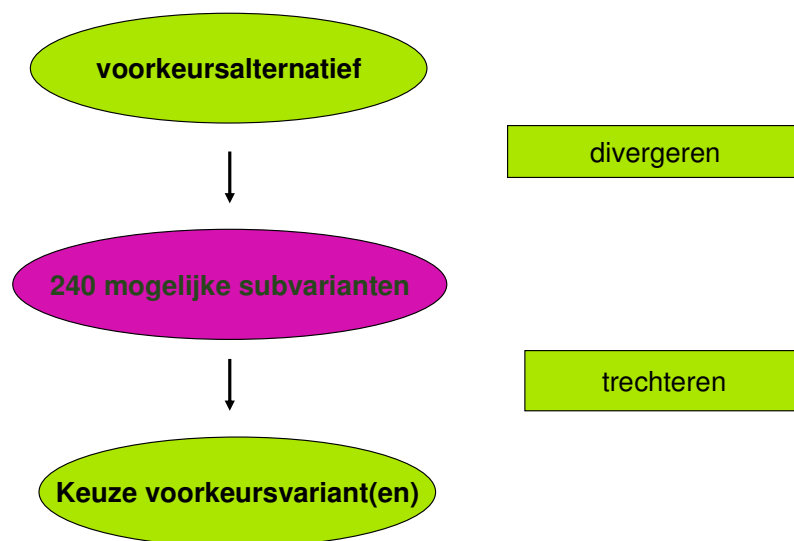 voorkeursalternatief
divergeren
240 mogelijke subvarianten
trechteren
Keuze voorkeursvariant(en)